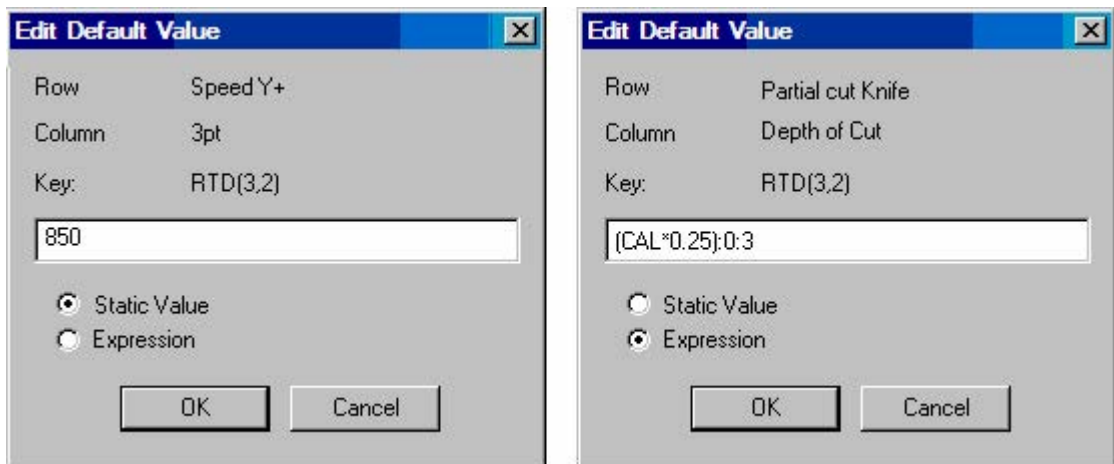 Edit Default Value
Row Speed Y+
Column 3pt
Key: RTD(3,2)
850
Static Value
Expression
OK Cancel
Edit Default Value
Row Partial cut Knife
Column Depth of Cut
Key: RTD(3,2)
(CAL*0.25):0:3
Static Value
Expression
OK Cancel